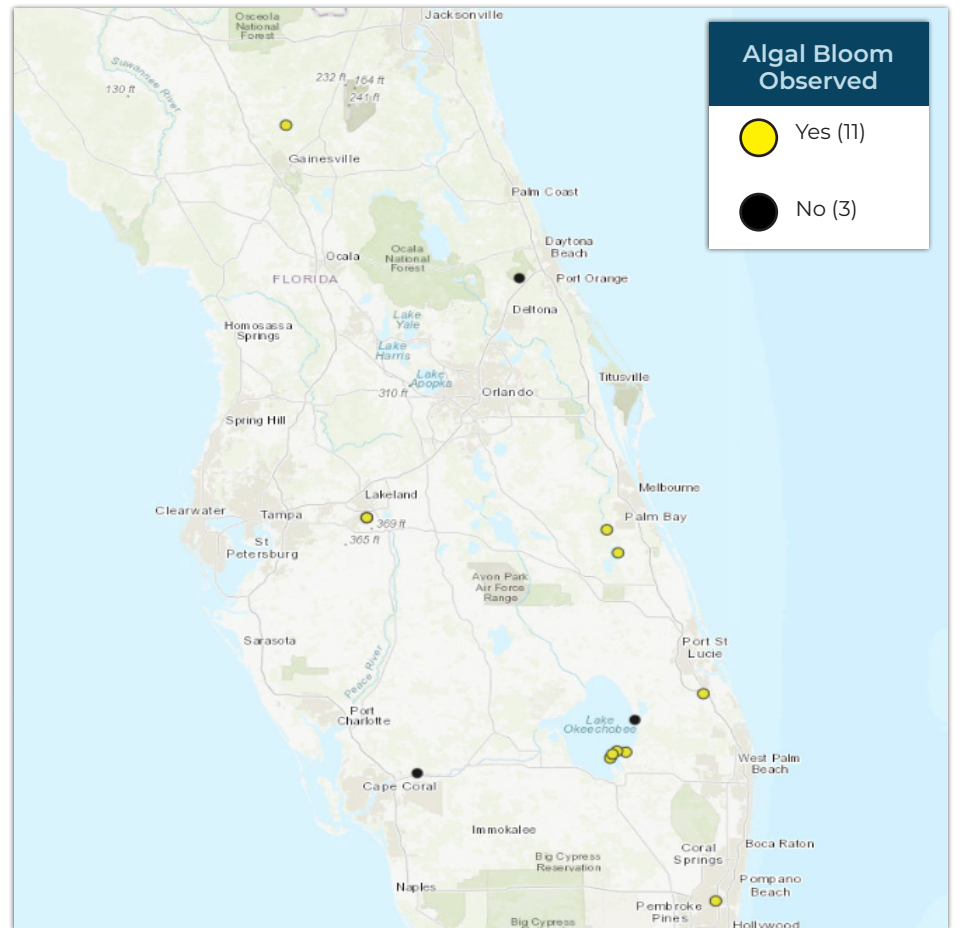 Jacksonville
Osceola
National
Forest
Algal Bloom
Observed
Yes (11)
No (3)
Suwannee River
130 ft
232 ft
164 ft
241 ft
Gainesville
Palm Coast
Daytona
Beach
Ocala
Ocala
National
Forest
FLORIDA
Port Orange
Deltona
Lake
Yale
Homosassa
Springs
Lake
Harris
Lake
Apopka
310 ft
Orlando
Titusville
Spring Hill
Lakeland
Melbourne
Clearwater
Tampa
369 ft
Palm Bay
St
Petersburg
365 ft
Avon Park
Air Force
Range
Sarasota
Port St
Lucie
Peace River
Port
Charlotte
Lake
Okeechobee
West Palm
Beach
Cape Coral
Immokalee
Coral
Springs
Boca Raton
Big Cypress
Reservation
Pompano
Beach
Naples
Pembroke
Pines
Big Cypress
Hollywood